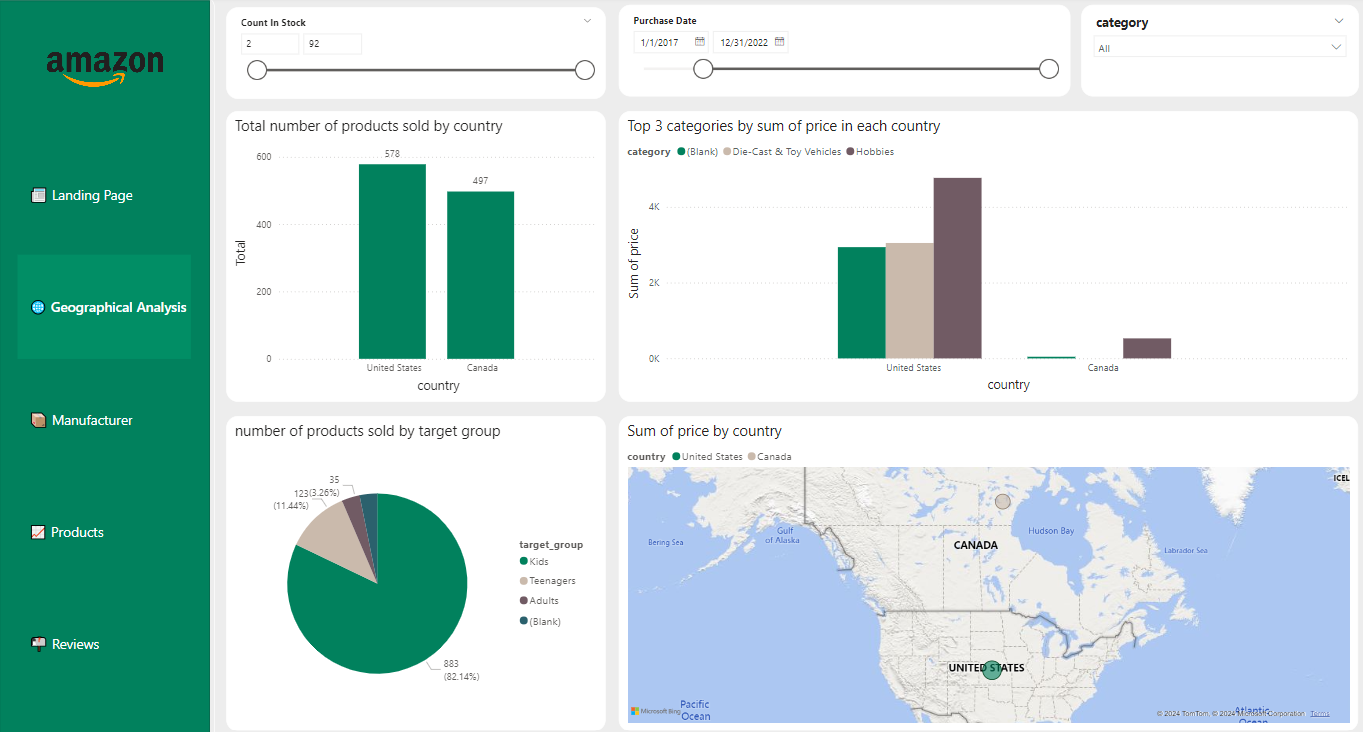 amazon
Landing Page
Geographical Analysis
Manufacturer
Products
Reviews
Count In Stock
2 92
Purchase Date
1/1/2017 12/31/2022
category
All
Total number of products sold by country
600
400
200
0
Total
578
497
United States Canada
country
Top 3 categories by sum of price in each country
category (Blank) Die-Cast & Toy Vehicles Hobbies
4K
2K
0K
Sum of price
United States Canada
country
number of products sold by target group
35
(3.26%)
123
(11.44%)
883
(82.14%)
target_group
Kids
Teenagers
Adults
(Blank)
Sum of price by country
country United States Canada
ICEL
Bering Sea
Gulf
of Alaska
Hudson Bay
CANADA
Labrador Sea
UNITED STATES
Pacific
Ocean
Atlantic
Ocean
Microsoft Bing
© 2024 TomTom, © 2024 Microsoft Corporation Terms